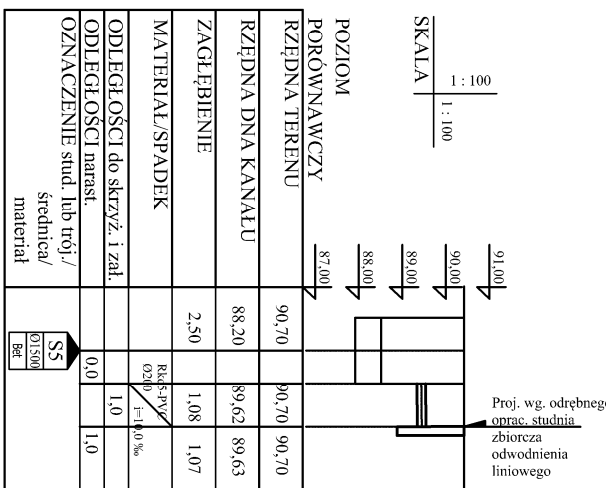 SKALA
1 : 100
1 : 100
POZIOM
PORÓWNAWCZY
91,00
90,00
89,00
88,00
87,00
Proj. wg. odrębnego
oprac. studnia
zbiorcza
odwodnienia
liniowego
RZĘDNA TERENU
90,70
90,70
90,70
RZĘDNA DNA KANAŁU
88,20
89,62
89,63
ZAGŁĘBIENIE
2,50
1,08
1,07
MATERIAŁ/SPADEK
Rkd5-PVC
Ø200
i=10,0 ‰
ODLEGŁOŚCI do skrzyż. i zał.
1,0
ODLEGŁOŚCI narast.
0,0
1,0
OZNACZENIE stud. lub trój./
średnica/
materiał
S5
Ø1500
Bet